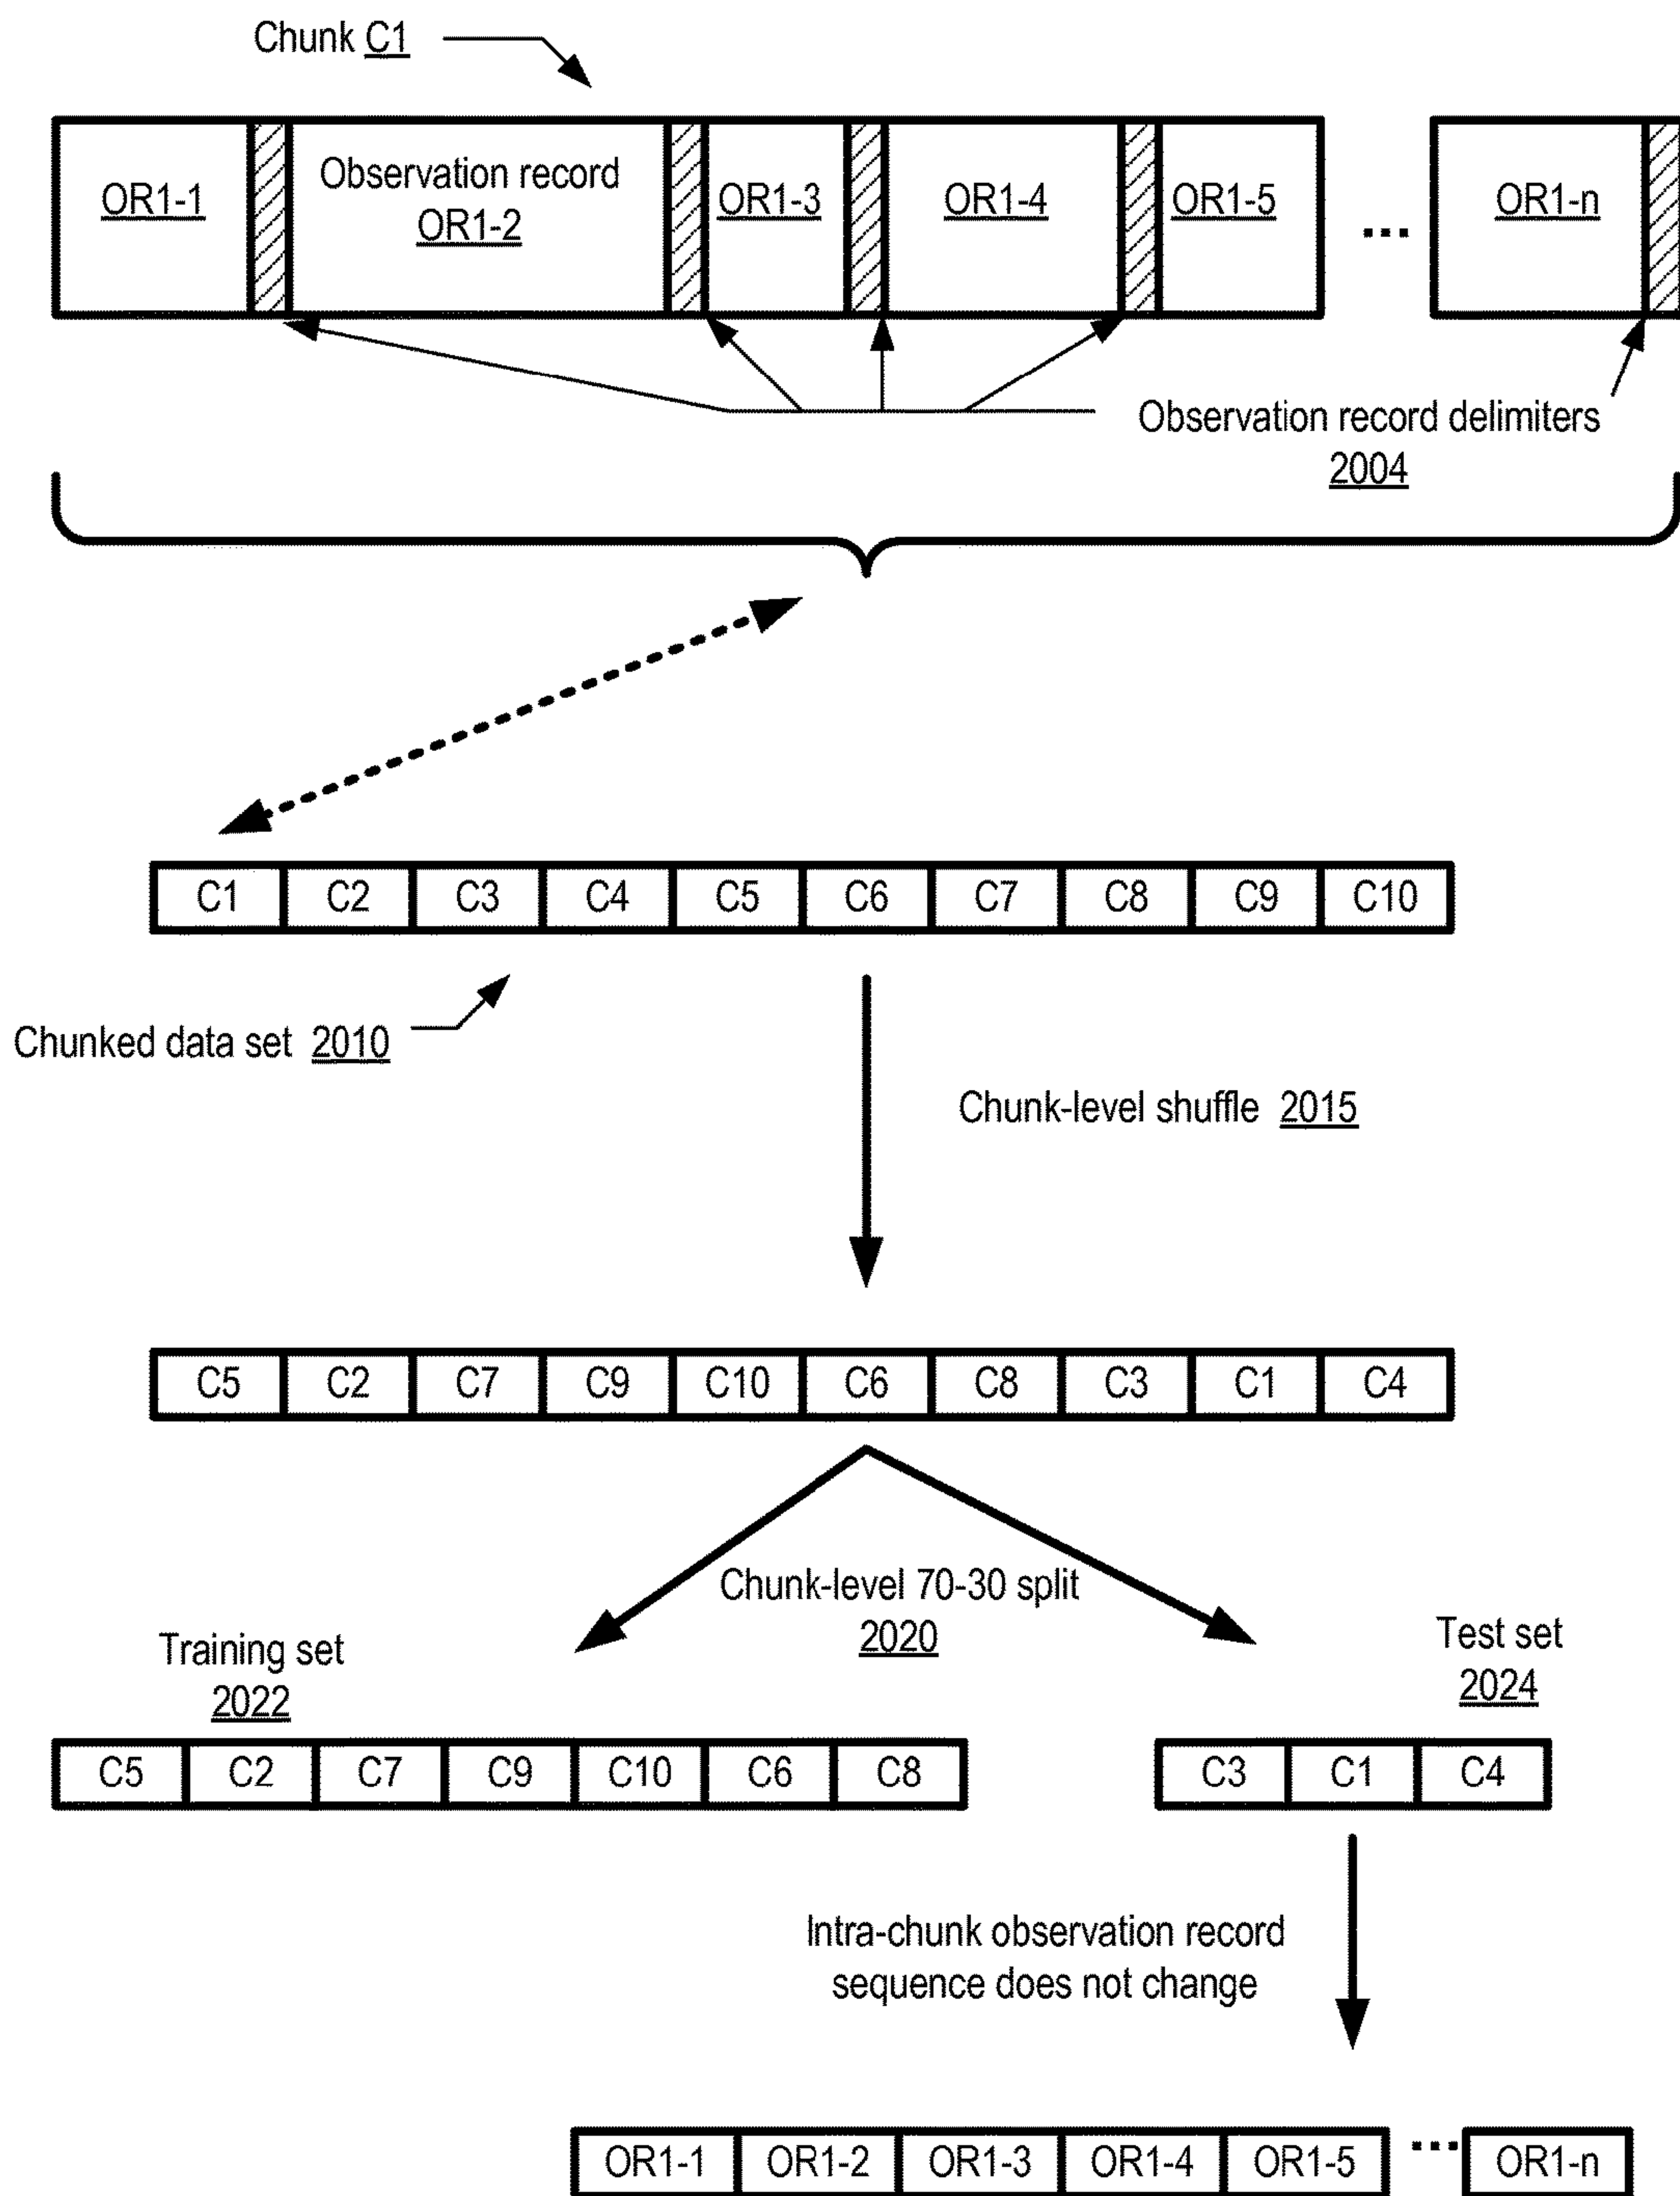 Chunk C1
OR1-1
Observation record
OR1-2
OR1-3
OR1-4
OR1-5
...
OR1-n
Observation record delimiters
2004
C1 C2 C3 C4 C5 C6 C7 C8 C9 C10
Chunked data set 2010
Chunk-level shuffle 2015
C5 C2 C7 C9 C10 C6 C8 C3 C1 C4
Chunk-level 70-30 split
2020
Training set
2022
Test set
2024
C5 C2 C7 C9 C10 C6 C8
C3 C1 C4
Intra-chunk observation record
sequence does not change
OR1-1 OR1-2 OR1-3 OR1-4 OR1-5 ... OR1-n